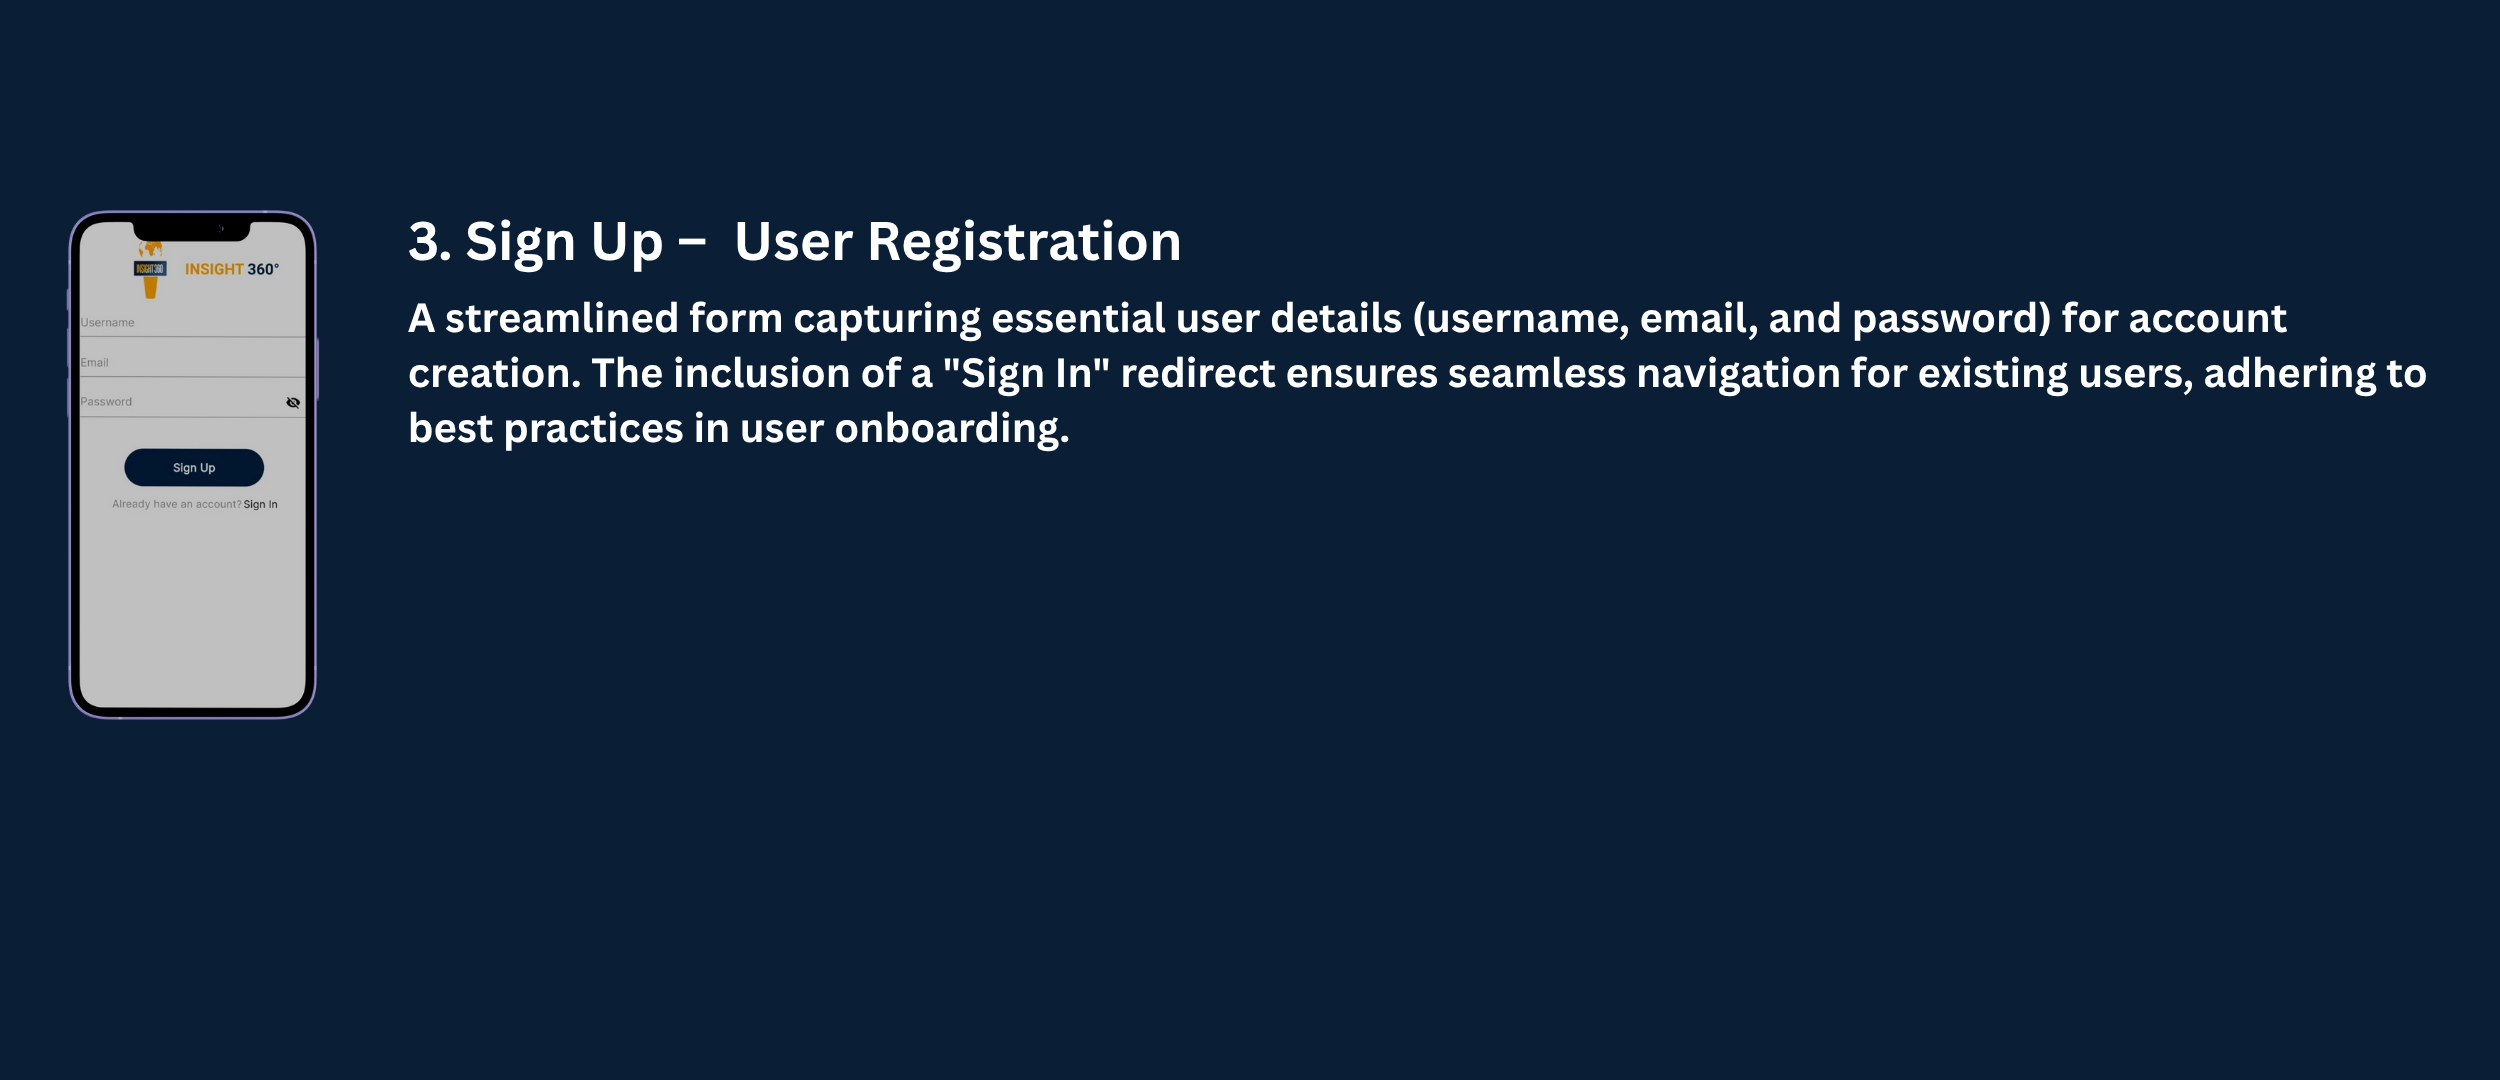 INSIGHT 360
INSIGHT 360°
Username
Email
Password
Sign Up
Already have an account? Sign In
3. Sign Up – User Registration
A streamlined form capturing essential user details (username, email, and password) for account
creation. The inclusion of a "Sign In" redirect ensures seamless navigation for existing users, adhering to
best practices in user onboarding.